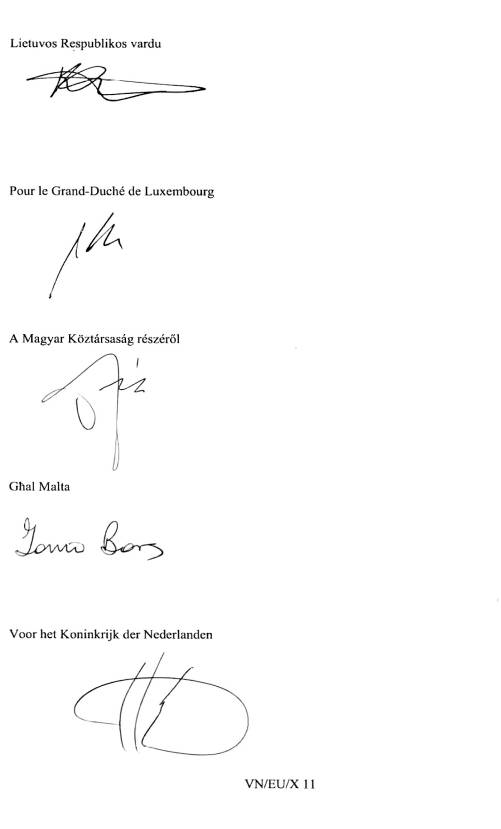 Lietuvos Respublikos vardu
Pour le Grand-Duché de Luxembourg
A Magyar Köztársaság részéről
Għal Malta
Voor het Koninkrijk der Nederlanden
VN/EU/X 11